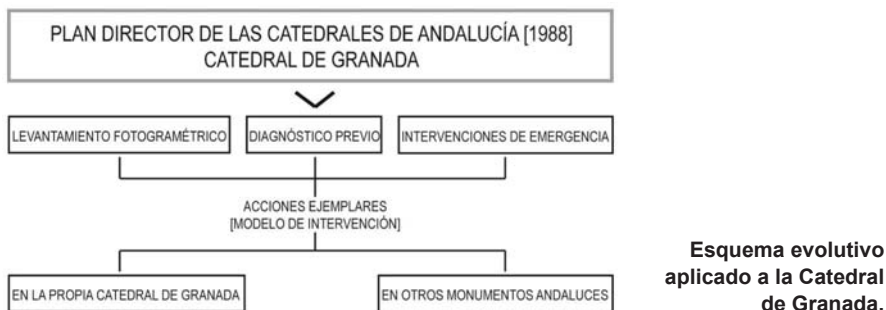 PLAN DIRECTOR DE LAS CATEDRALES DE ANDALUCÍA [1988]
CATEDRAL DE GRANADA
LEVANTAMIENTO FOTOGRAMÉTRICO
DIAGNÓSTICO PREVIO
INTERVENCIONES DE EMERGENCIA
ACCIONES EJEMPLARES
[MODELO DE INTERVENCIÓN]
EN LA PROPIA CATEDRAL DE GRANADA
EN OTROS MONUMENTOS ANDALUCES
Esquema evolutivo
aplicado a la Catedral
de Granada.